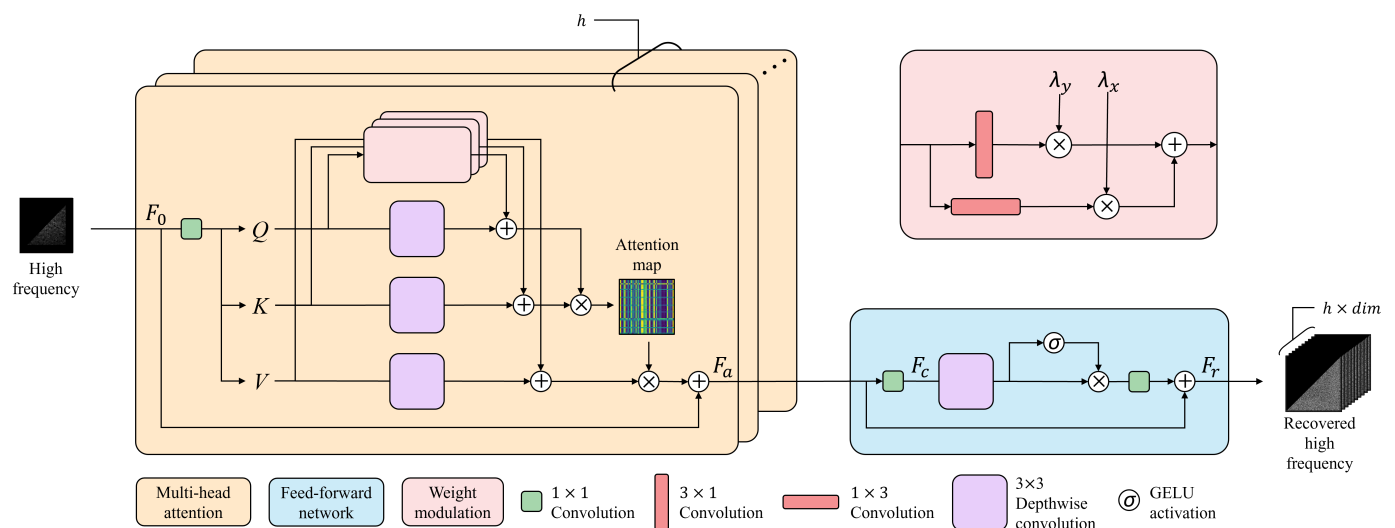 h
λy
λx
F0
Q
K
V
High
frequency
Attention
map
Fa
Fc
σ
Fr
h × dim
Recovered
high
frequency
Multi-head
attention
Feed-forward
network
Weight
modulation
1 × 1
Convolution
3 × 1
Convolution
1 × 3
Convolution
3×3
Depthwise
convolution
σ
GELU
activation